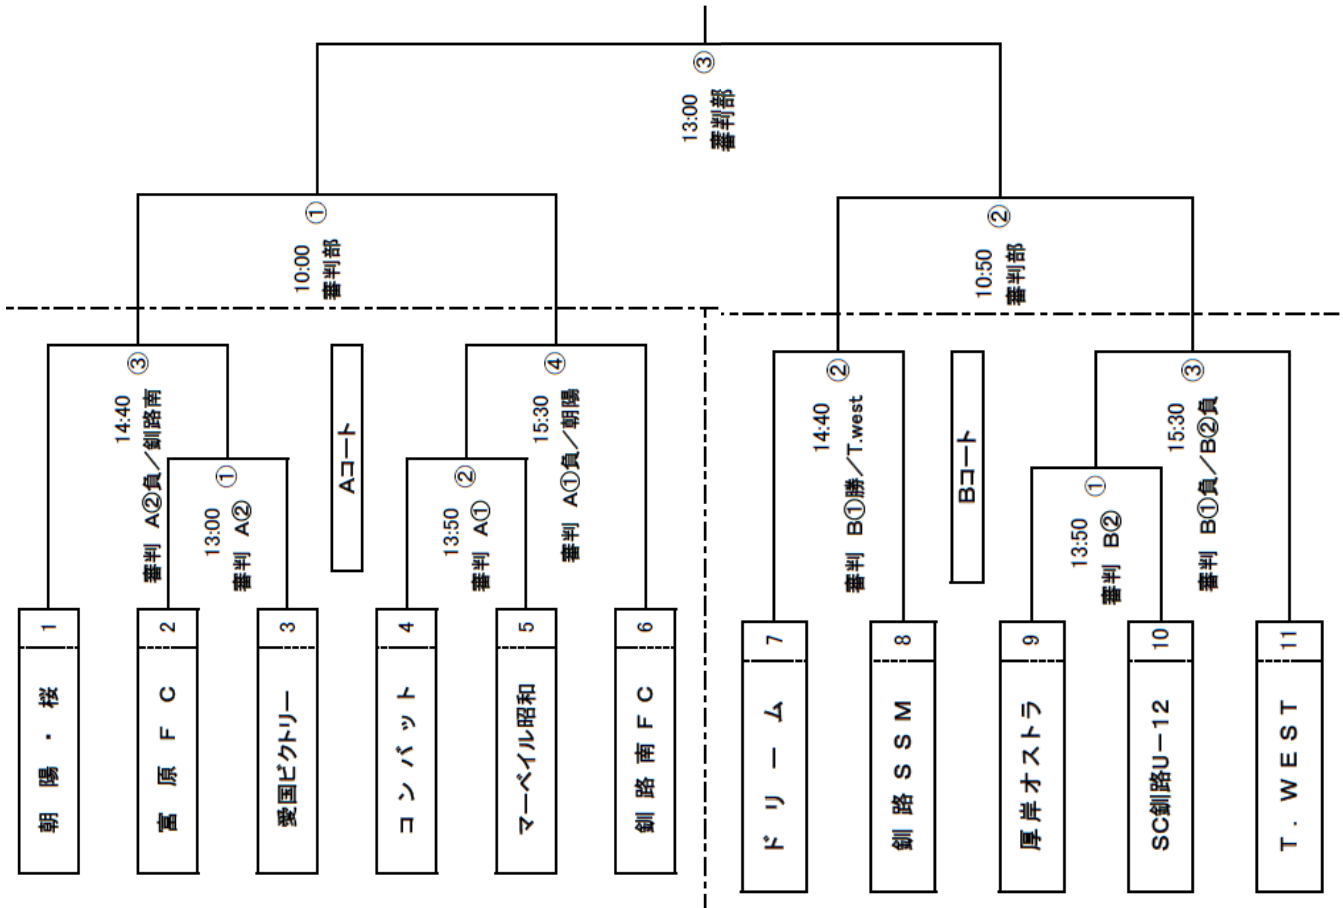 ③
13:00
審判部
①
10:00
審判部
②
10:50
審判部
③
14:40
審判 A②負／釧路南
①
13:00
審判 A②
Aコート
②
13:50
審判 A①
④
15:30
審判 A①負／朝陽
②
14:40
審判 B①勝／T.west
Bコート
①
13:50
審判 B②
③
15:30
審判 B①負／B②負
1 朝陽・桜
2 富原FC
3 愛国ビクトリー
4 コンバット
5 マーベイル昭和
6 釧路南FC
7 ドリーム
8 釧路SSM
9 厚岸オストラ
10 SC釧路U－12
11 T．WEST